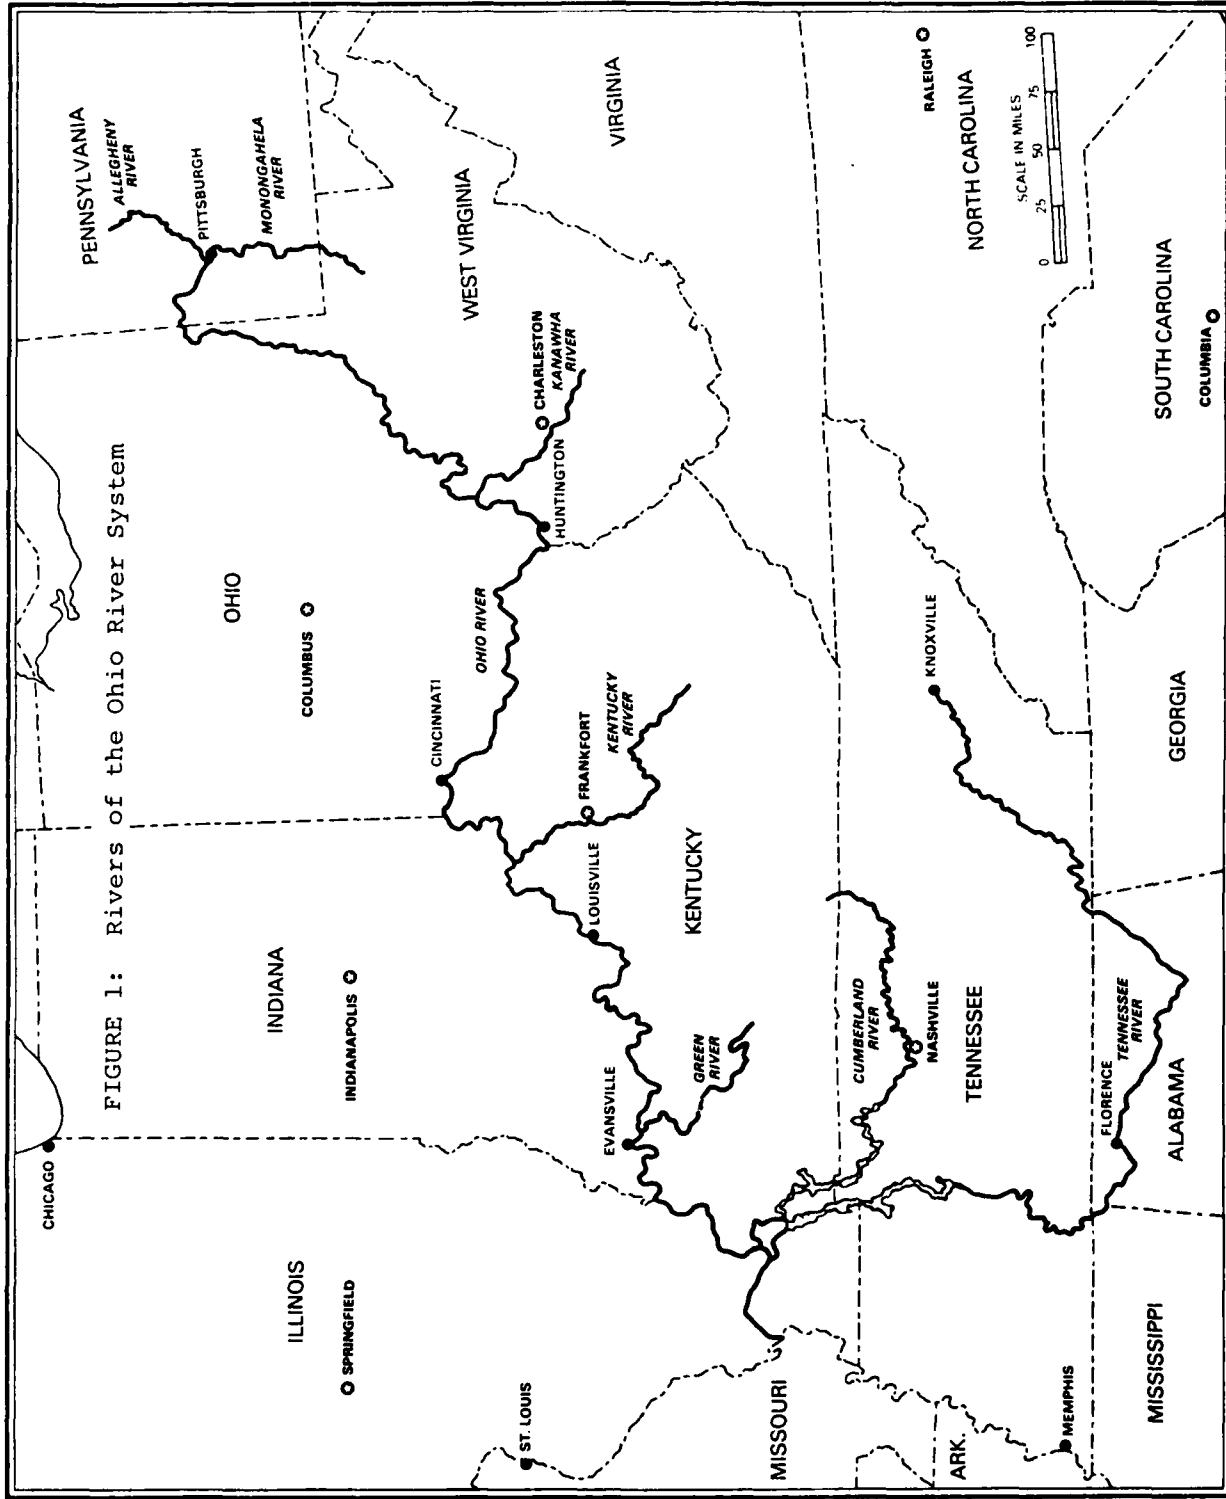 FIGURE 1: Rivers of the Ohio River System
CHICAGO
ILLINOIS
SPRINGFIELD
ST. LOUIS
MISSOURI
ARK.
MEMPHIS
MISSISSIPPI
INDIANA
INDIANAPOLIS
EVANSVILLE
GREEN
RIVER
LOUISVILLE
KENTUCKY
FRANKFORT
KENTUCKY
RIVER
CINCINNATI
OHIO
COLUMBUS
OHIO RIVER
HUNTINGTON
CHARLESTON
KANAWHA
RIVER
WEST VIRGINIA
PENNSYLVANIA
ALLEGHENY
RIVER
PITTSBURGH
MONONGAHELA
RIVER
VIRGINIA
CUMBERLAND
RIVER
NASHVILLE
TENNESSEE
KNOXVILLE
FLORENCE
TENNESSEE
RIVER
ALABAMA
GEORGIA
NORTH CAROLINA
RALEIGH
SOUTH CAROLINA
COLUMBIA
SCALE IN MILES
0 25 50 75 100